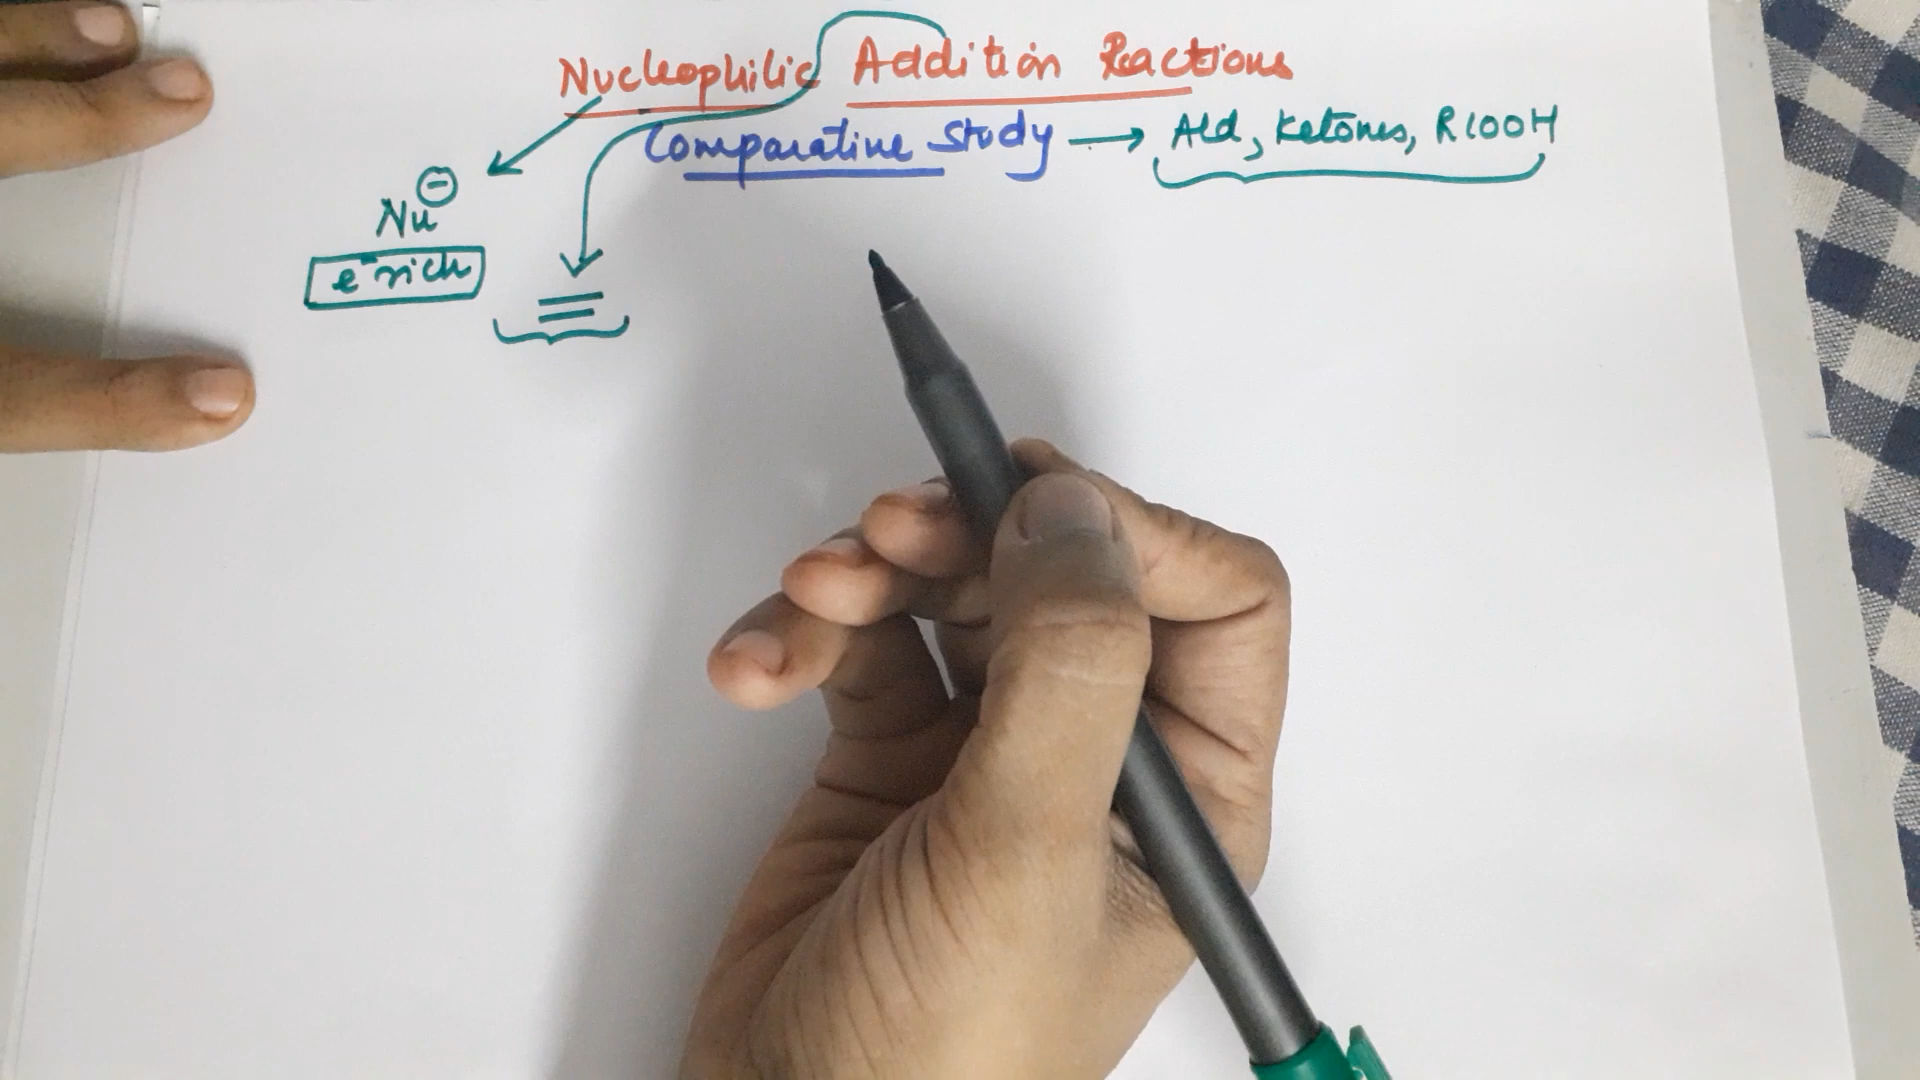 Nucleophilic Addition Reactions
Comparative Study → Ald, Ketones, RCOOH
Nu⊖
e⁻ rich
=